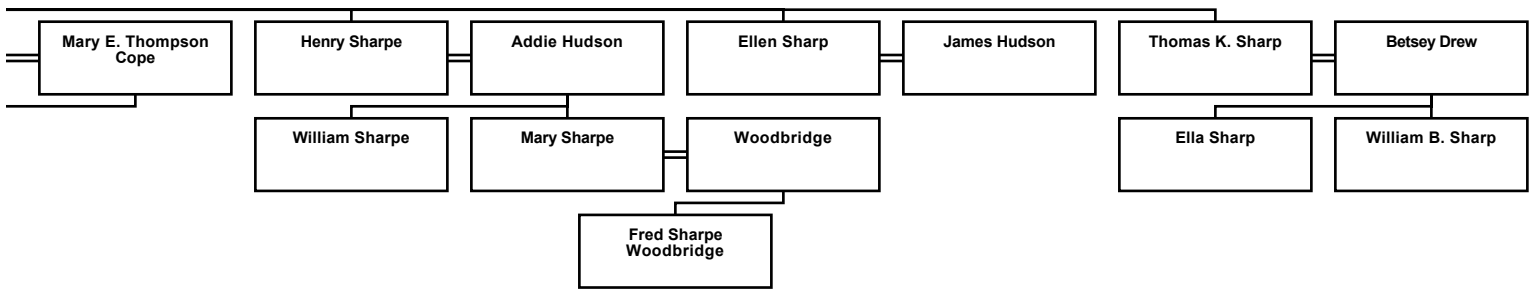 Mary E. Thompson
Cope
Henry Sharpe
Addie Hudson
Ellen Sharp
James Hudson
Thomas K. Sharp
Betsey Drew
William Sharpe
Mary Sharpe
Woodbridge
Ella Sharp
William B. Sharp
Fred Sharpe
Woodbridge